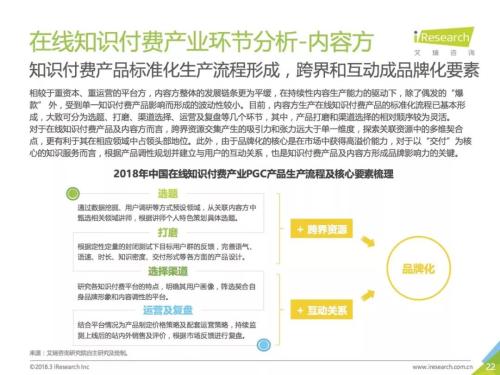 在线知识付费产业环节分析-内容方
iResearch
艾瑞咨询
知识付费产品标准化生产流程形成，跨界和互动成品牌化要素
相较于重资本、重运营的平台方，内容方整体的发展链条更为平缓，在持续性内容生产能力的驱动下，除了偶发的“爆
款”外，受到单一知识付费产品影响而形成的波动性较小。目前，内容方生产在线知识付费产品的标准化流程已基本形
成，大致可分为选题、打磨、渠道选择、运营及复盘等几个环节，其中，产品打磨和渠道选择的相对顺序较为灵活。
对于在线知识付费产品及内容方而言，跨界资源交集产生的吸引力和张力远大于单一维度，探索关联资源中的多维契合
点，更有利于其在相应领域中占领头部地位。此外，由于品牌化的核心是在市场中获得高溢价能力，对于以“交付”为核
心的知识服务而言，根据产品调性规划并建立与用户的互动关系，也是知识付费产品及内容方形成品牌影响力的关键。
2018年中国在线知识付费产业PGC产品生产流程及核心要素梳理
选题
通过数据挖掘、用户调研等方式预设领域，从关联内容方中
甄选相关领域讲师，根据讲师个人特色策划具体选题。
打磨
根据定性定量的封闭测试下目标用户群的反馈，完善语气、
语速、时长、知识密度、交付形式等各方面的产品设计。
选择渠道
研究各知识付费平台的特点，明确其用户画像，筛选契合自
身品牌形象和内容调性的平台。
运营及复盘
结合平台情况为产品制定价格策略及配套运营策略，持续监
测上线后的站内外销售及评价，根据市场反馈进行复盘。
+ 跨界资源
+ 互动关系
品牌化
来源：艾瑞咨询研究院自主研究及绘制。
©2018.3 iResearch Inc
www.iresearch.com.cn
22